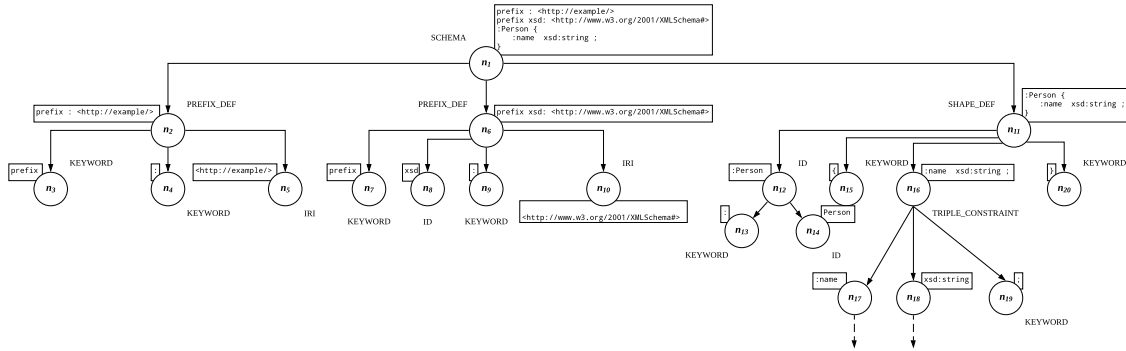 prefix : <http://example/>
prefix xsd: <http://www.w3.org/2001/XMLSchema#>
:Person {
:name xsd:string ;
}
SCHEMA
n1
PREFIX_DEF
prefix : <http://example/>
n2
PREFIX_DEF
prefix xsd: <http://www.w3.org/2001/XMLSchema#>
n6
SHAPE_DEF
:Person {
:name xsd:string ;
}
n11
prefix
KEYWORD
n3
:
n4
KEYWORD
<http://example/>
n5
IRI
prefix
n7
KEYWORD
xsd
n8
ID
:
n9
KEYWORD
IRI
n10
<http://www.w3.org/2001/XMLSchema#>
:Person
ID
n12
{
KEYWORD
n15
:name xsd:string ;
n16
TRIPLE_CONSTRAINT
}
KEYWORD
n20
:
n13
KEYWORD
Person
n14
ID
:name
n17
xsd:string
n18
;
n19
KEYWORD